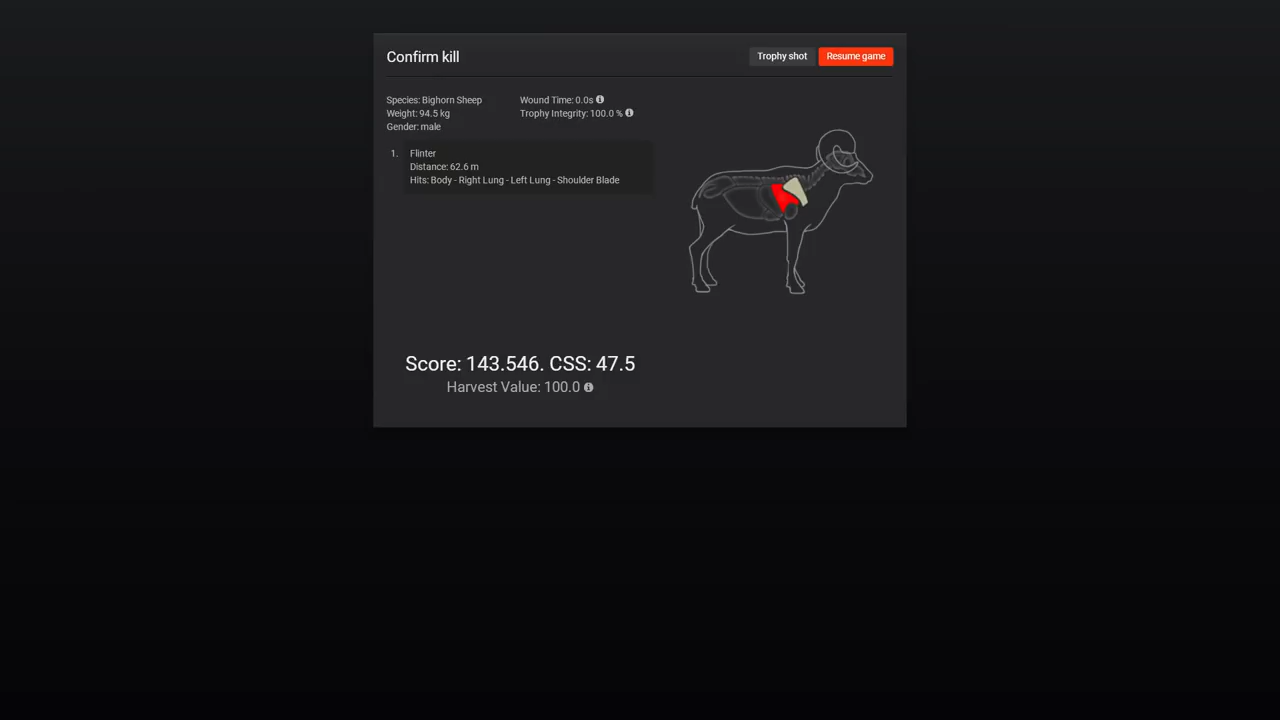 Confirm kill
Trophy shot
Resume game
Species: Bighorn Sheep
Weight: 94.5 kg
Gender: male
Wound Time: 0.0s
Trophy Integrity: 100.0 %
1. Flinter
Distance: 62.6 m
Hits: Body - Right Lung - Left Lung - Shoulder Blade
Score: 143.546. CSS: 47.5
Harvest Value: 100.0